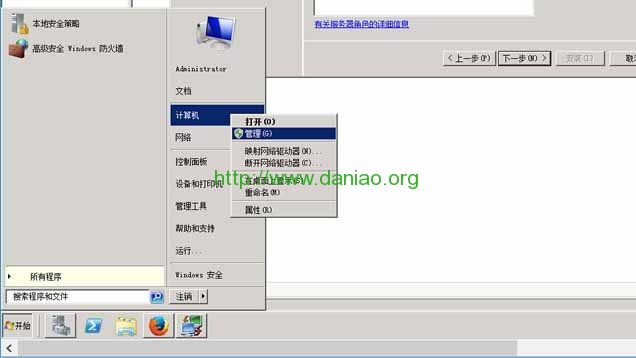 本地安全策略
高级安全 Windows 防火墙
Administrator
文档
计算机
网络
控制面板
设备和打印机
管理工具
帮助和支持
运行...
Windows 安全
所有程序
搜索程序和文件
注销
开始
打开(O)
管理(G)
映射网络驱动器(N)...
断开网络驱动器(C)...
在桌面上显示(S)
重命名(M)
属性(R)
http://www.daniao.org
有关服务器角色的详细信息
< 上一步(P)
下一步(N) >
安装(I)
取